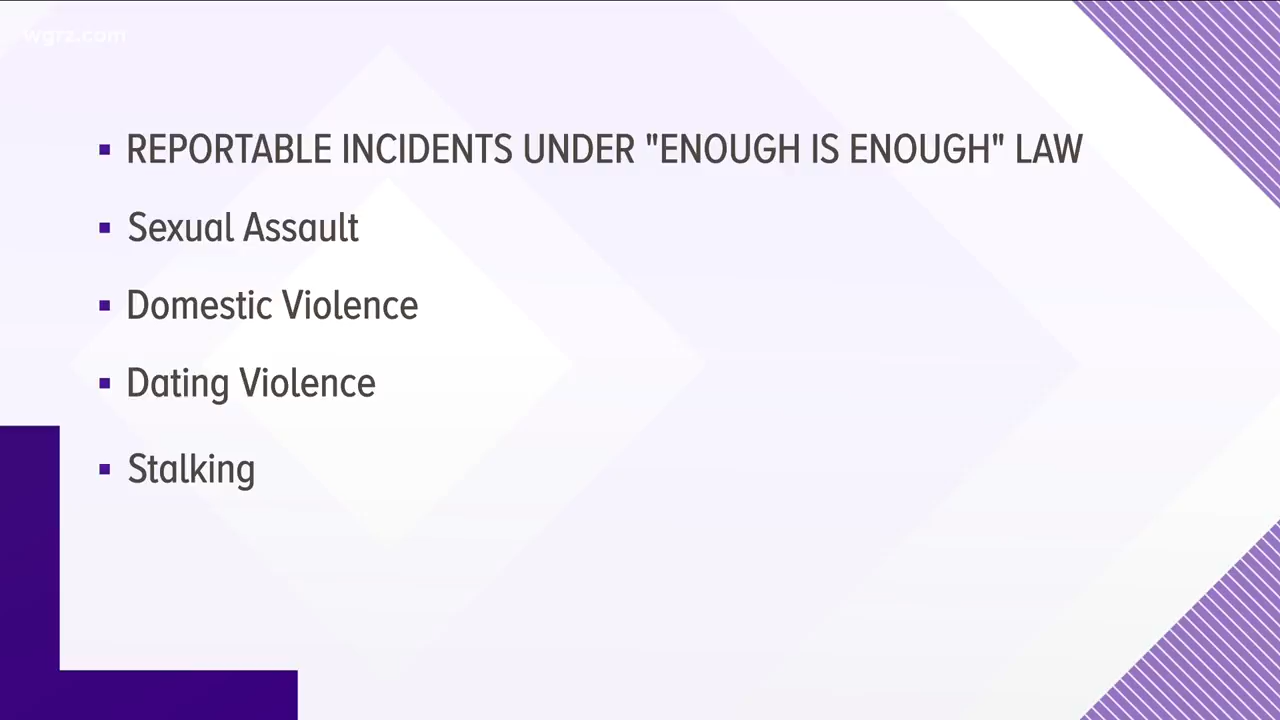 wgrz.com
REPORTABLE INCIDENTS UNDER "ENOUGH IS ENOUGH" LAW
Sexual Assault
Domestic Violence
Dating Violence
Stalking